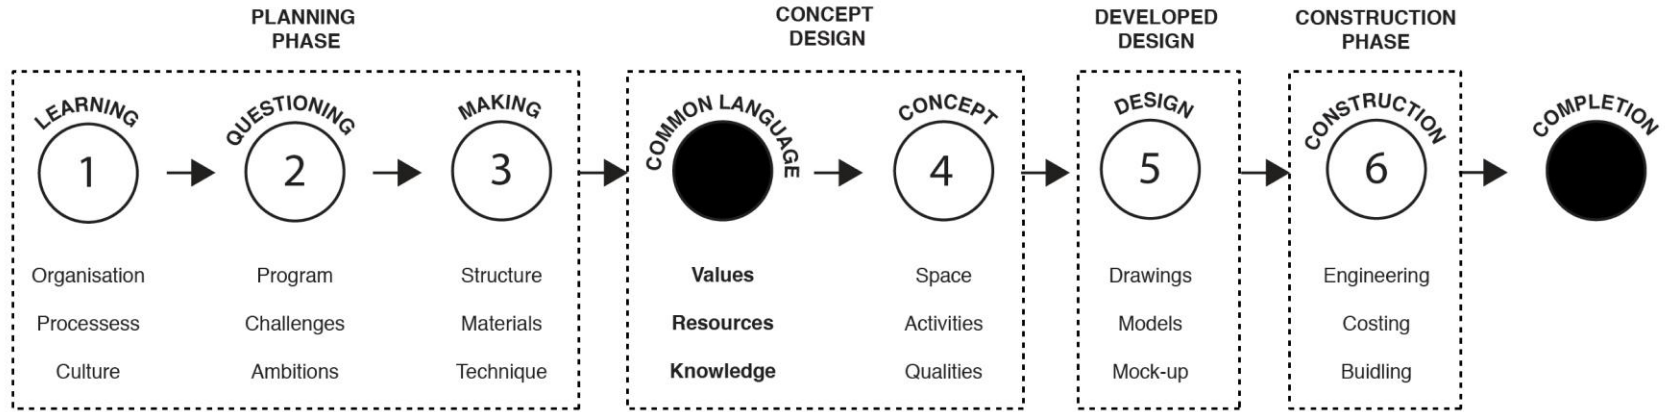 PLANNING
PHASE
CONCEPT
DESIGN
DEVELOPED
DESIGN
CONSTRUCTION
PHASE
LEARNING
1
QUESTIONING
2
MAKING
3
COMMON LANGUAGE
CONCEPT
4
DESIGN
5
CONSTRUCTION
6
COMPLETION
Organisation
Processess
Culture
Program
Challenges
Ambitions
Structure
Materials
Technique
Values
Resources
Knowledge
Space
Activities
Qualities
Drawings
Models
Mock-up
Engineering
Costing
Buidling